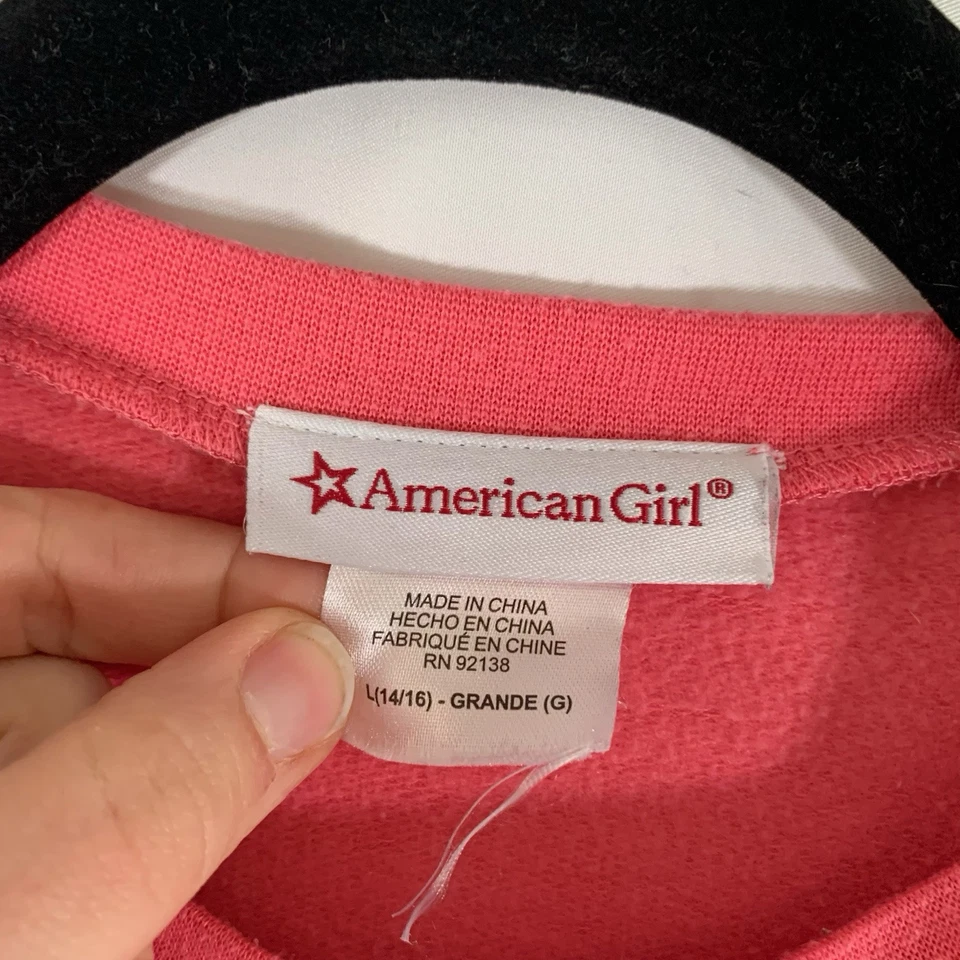 American Girl®
MADE IN CHINA
HECHO EN CHINA
FABRIQUÉ EN CHINE
RN 92138
L(14/16) - GRANDE (G)